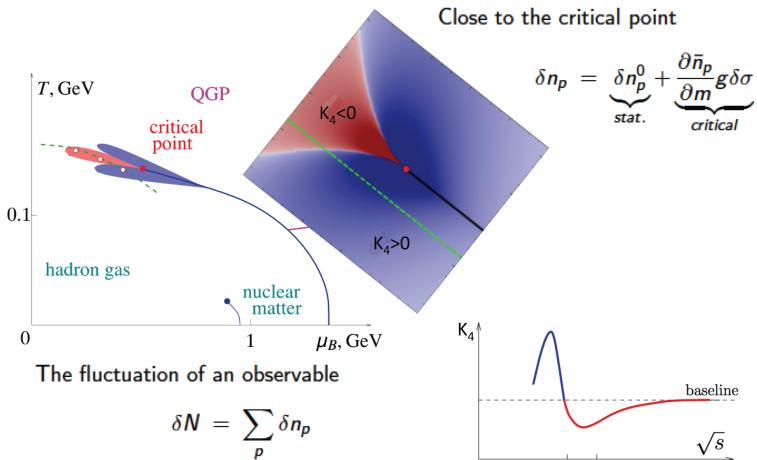 Close to the critical point
δn_p = δn_p^0 + ∂n̄_p/∂m gδσ
stat.
critical
T, GeV
QGP
critical
point
K₄<0
K₄>0
0.1
hadron gas
nuclear
matter
0
1
μ_B, GeV
The fluctuation of an observable
δN = ∑_p δn_p
K₄
baseline
√s